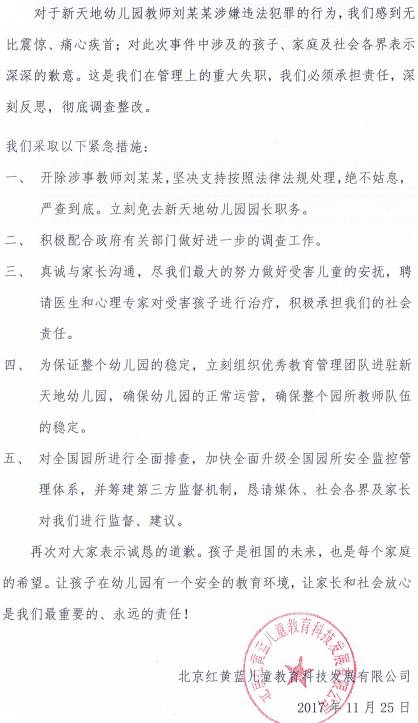 对于新天地幼儿园教师刘某某涉嫌违法犯罪的行为，我们感到无
比震惊、痛心疾首；对此次事件中涉及的孩子、家庭及社会各界表示
深深的歉意。这是我们在管理上的重大失职，我们必须承担责任，深
刻反思，彻底调查整改。
我们采取以下紧急措施：
一、 开除涉事教师刘某某，坚决支持按照法律法规处理，绝不姑息，
严查到底。立刻免去新天地幼儿园园长职务。
二、 积极配合政府有关部门做好进一步的调查工作。
三、 真诚与家长沟通，尽我们最大的努力做好受害儿童的安抚，聘
请医生和心理专家对受害孩子进行治疗，积极承担我们的社会
责任。
四、 为保证整个幼儿园的稳定，立刻组织优秀教育管理团队进驻新
天地幼儿园，确保幼儿园的正常运营，确保整个园所教师队伍
的稳定。
五、 对全国园所进行全面排查，加快全面升级全国园所安全监控管
理体系，并筹建第三方监督机制，恳请媒体、社会各界及家长
对我们进行监督、建议。
再次对大家表示诚恳的道歉。孩子是祖国的未来，也是每个家庭
的希望。让孩子在幼儿园有一个安全的教育环境，让家长和社会放心
是我们最重要的、永远的责任！
北京红黄蓝儿童教育科技发展有限公司
北京红黄蓝儿童教育科技发展有限公司
2017 年 11 月 25 日